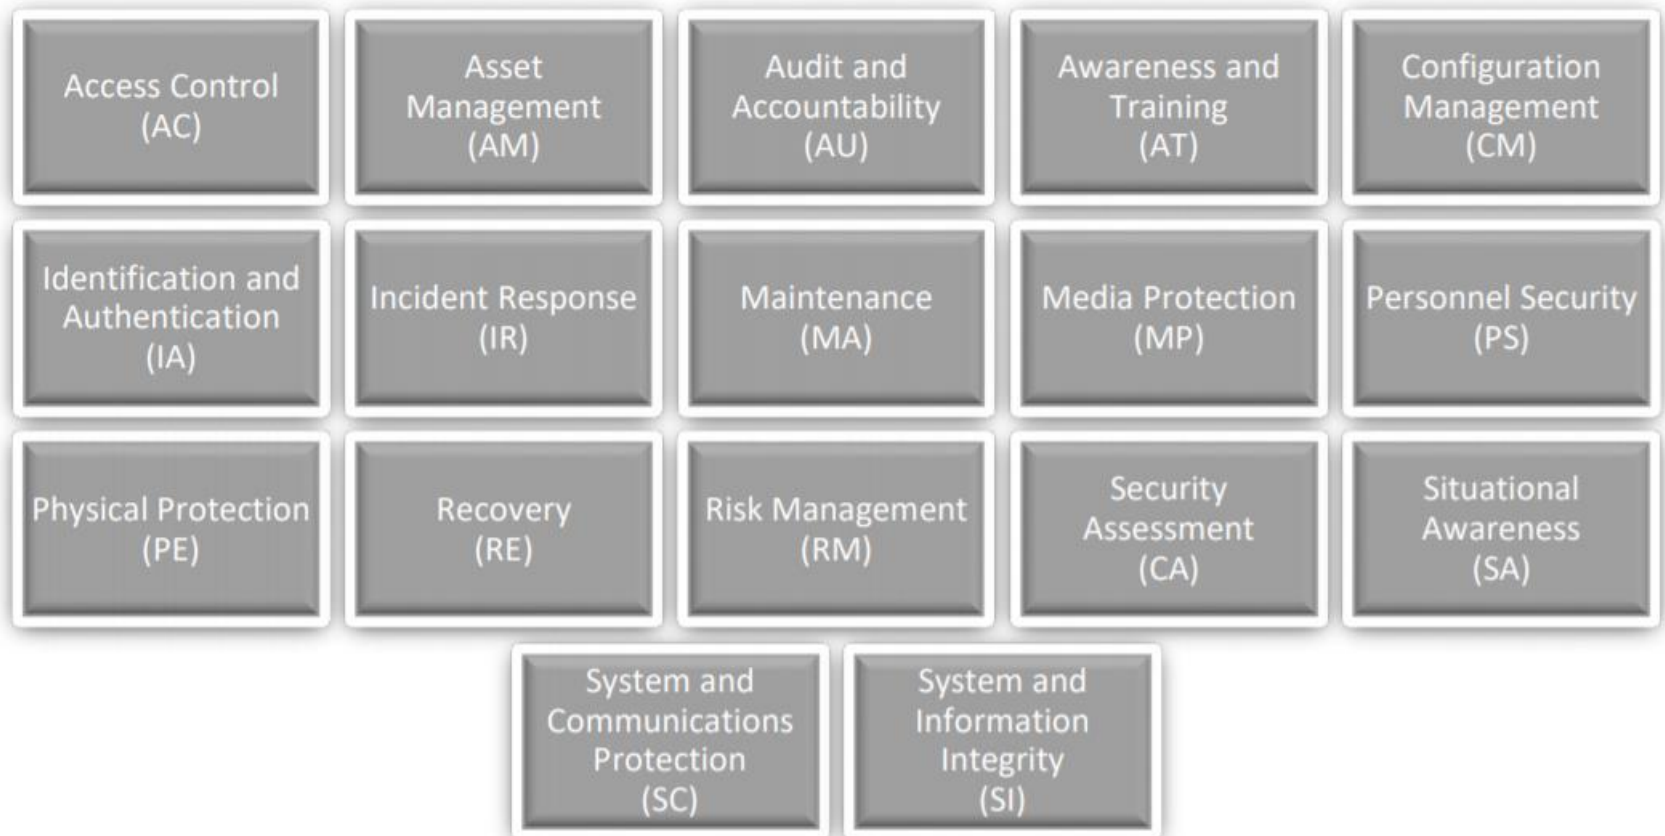 Access Control
(AC)
Asset
Management
(AM)
Audit and
Accountability
(AU)
Awareness and
Training
(AT)
Configuration
Management
(CM)
Identification and
Authentication
(IA)
Incident Response
(IR)
Maintenance
(MA)
Media Protection
(MP)
Personnel Security
(PS)
Physical Protection
(PE)
Recovery
(RE)
Risk Management
(RM)
Security
Assessment
(CA)
Situational
Awareness
(SA)
System and
Communications
Protection
(SC)
System and
Information
Integrity
(SI)